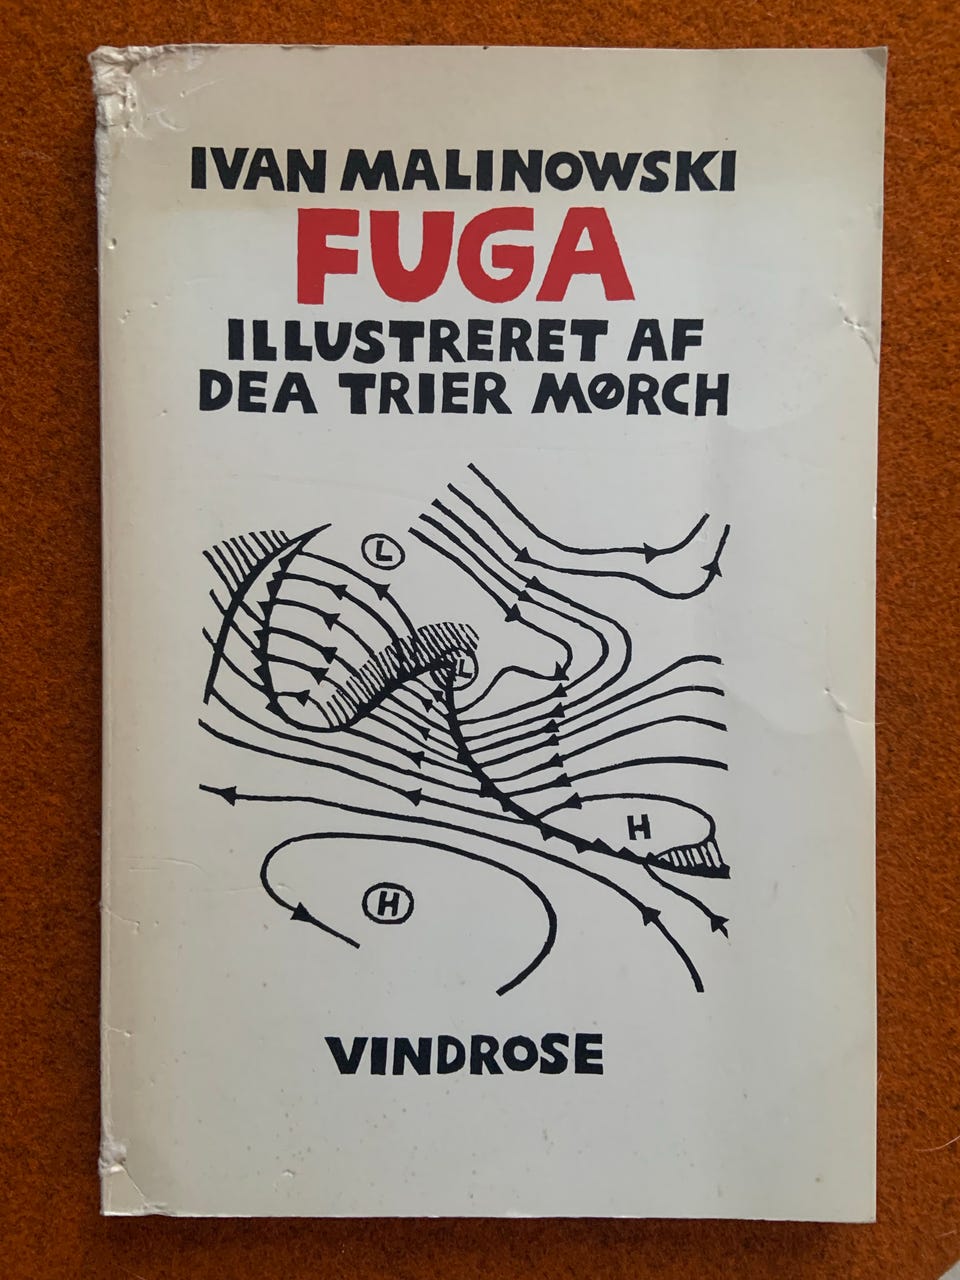 IVAN MALINOWSKI
FUGA
ILLUSTRERET AF
DEA TRIER MØRCH
L
L
H
H
VINDROSE